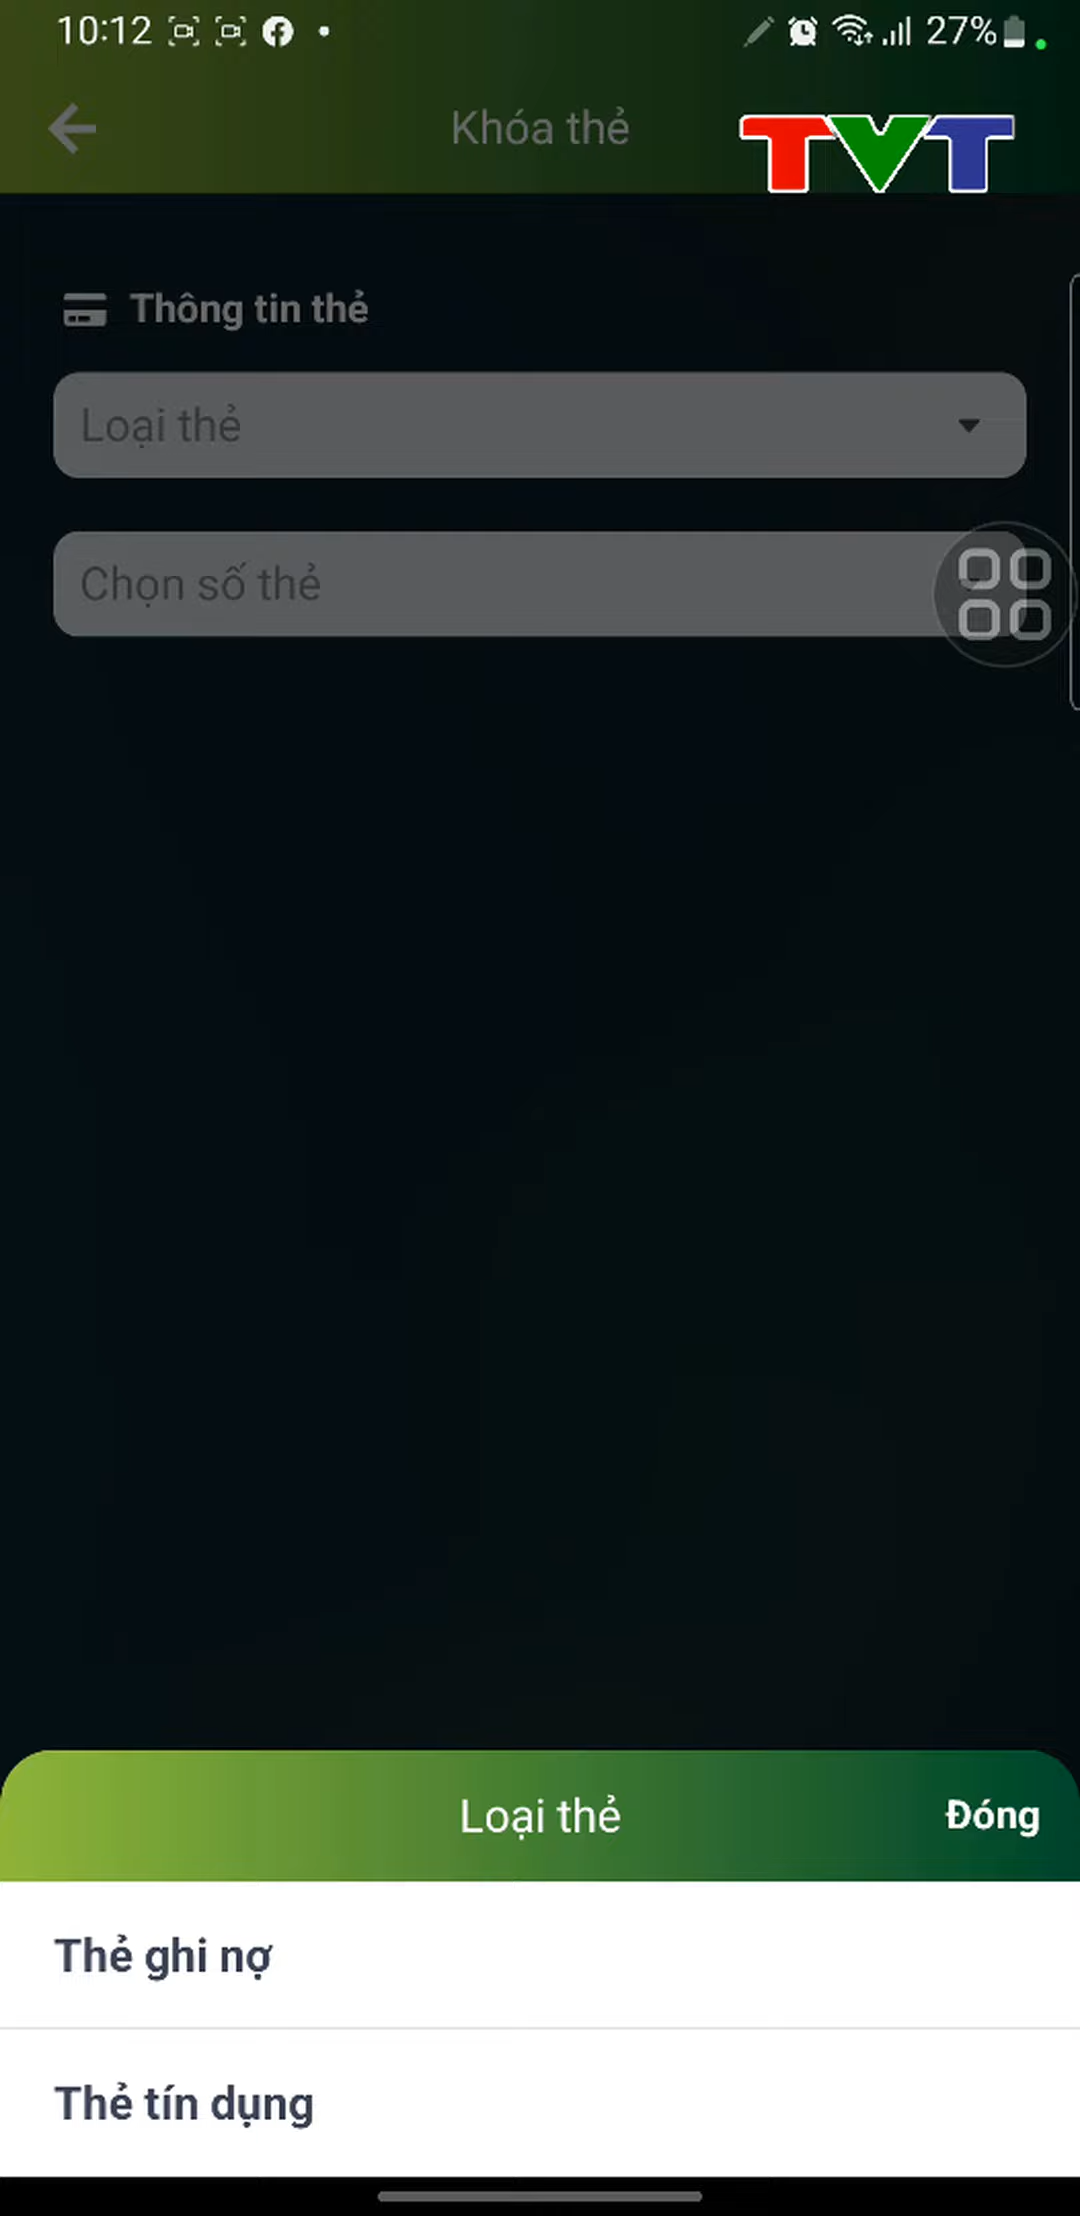 10:12
27%
Khóa thẻ
TVT
Thông tin thẻ
Loại thẻ
Chọn số thẻ
Loại thẻ
Đóng
Thẻ ghi nợ
Thẻ tín dụng